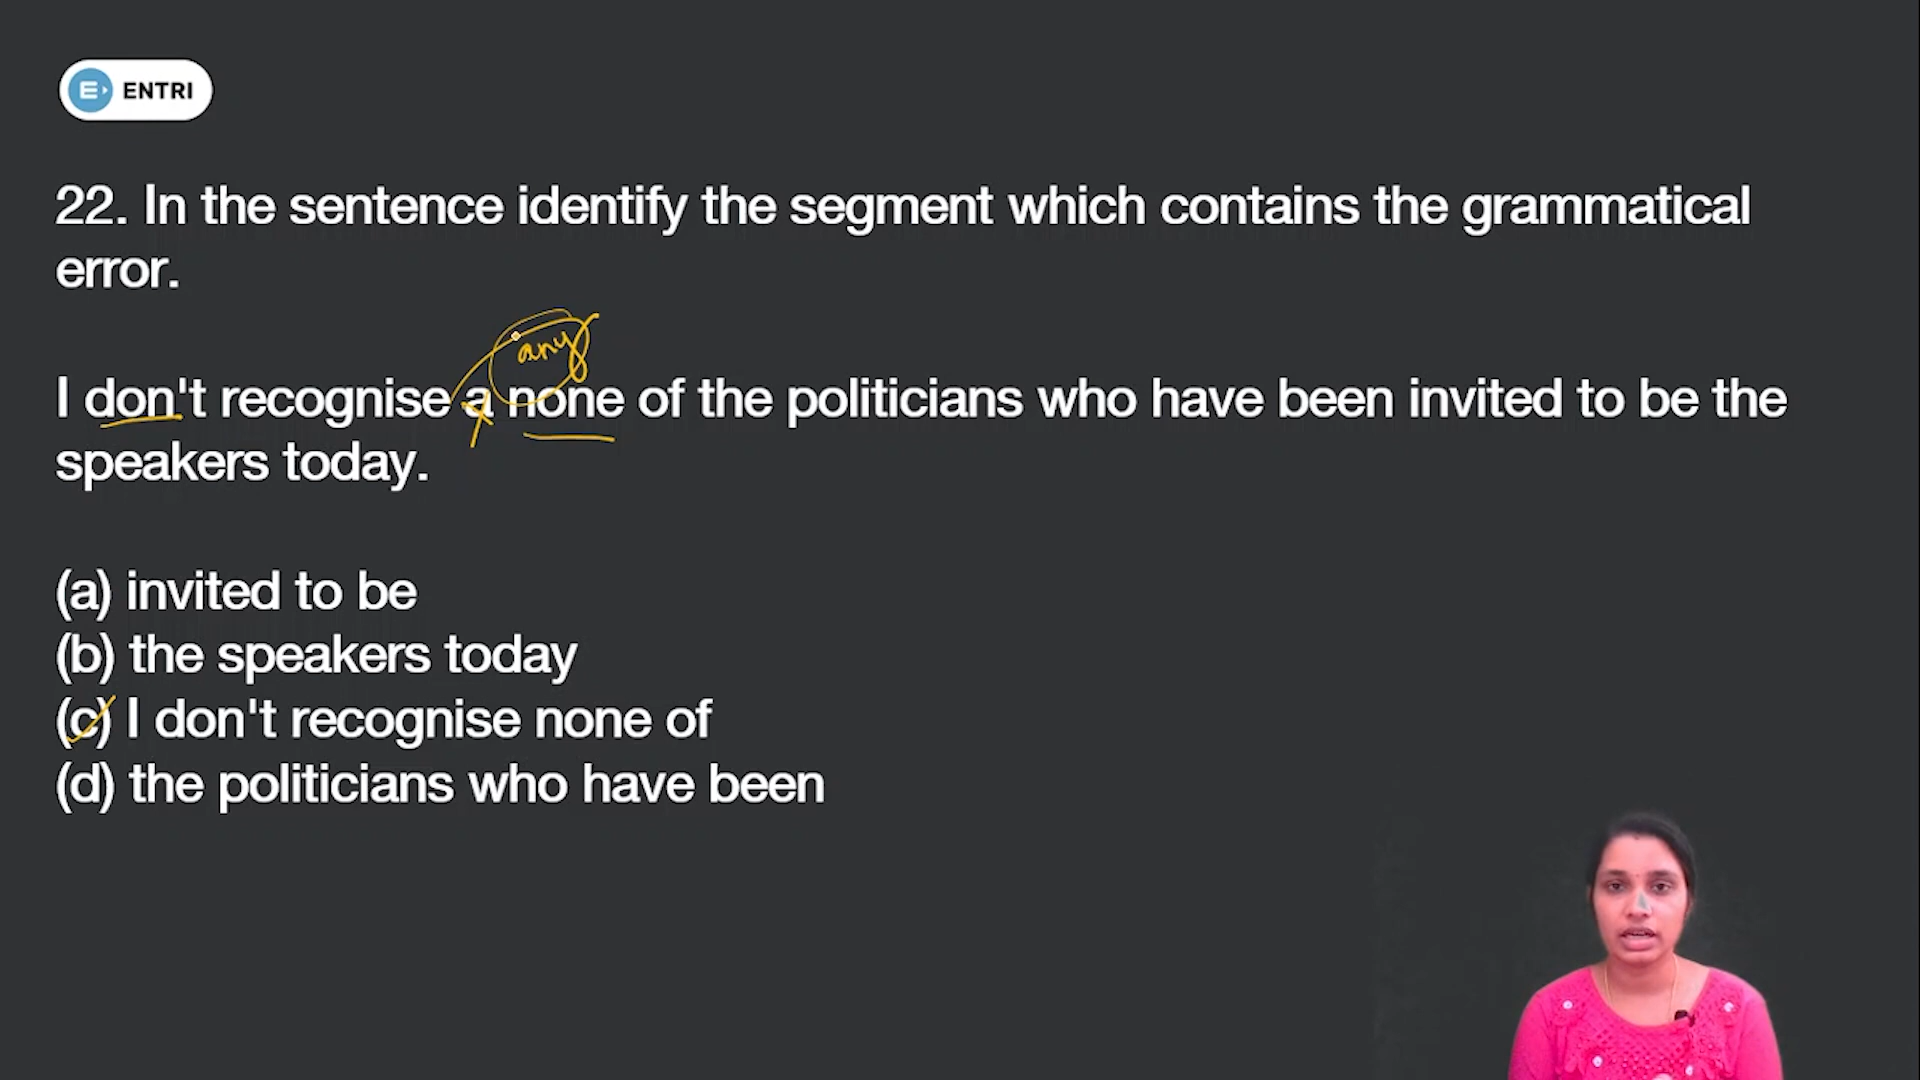 ENTRI
22. In the sentence identify the segment which contains the grammatical
error.
any
I don't recognise a none of the politicians who have been invited to be the
speakers today.
(a) invited to be
(b) the speakers today
(c) I don't recognise none of
(d) the politicians who have been